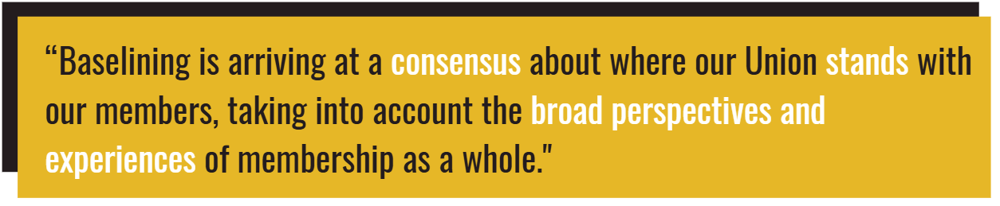 “Baselining is arriving at a consensus about where our Union stands with
our members, taking into account the broad perspectives and
experiences of membership as a whole."